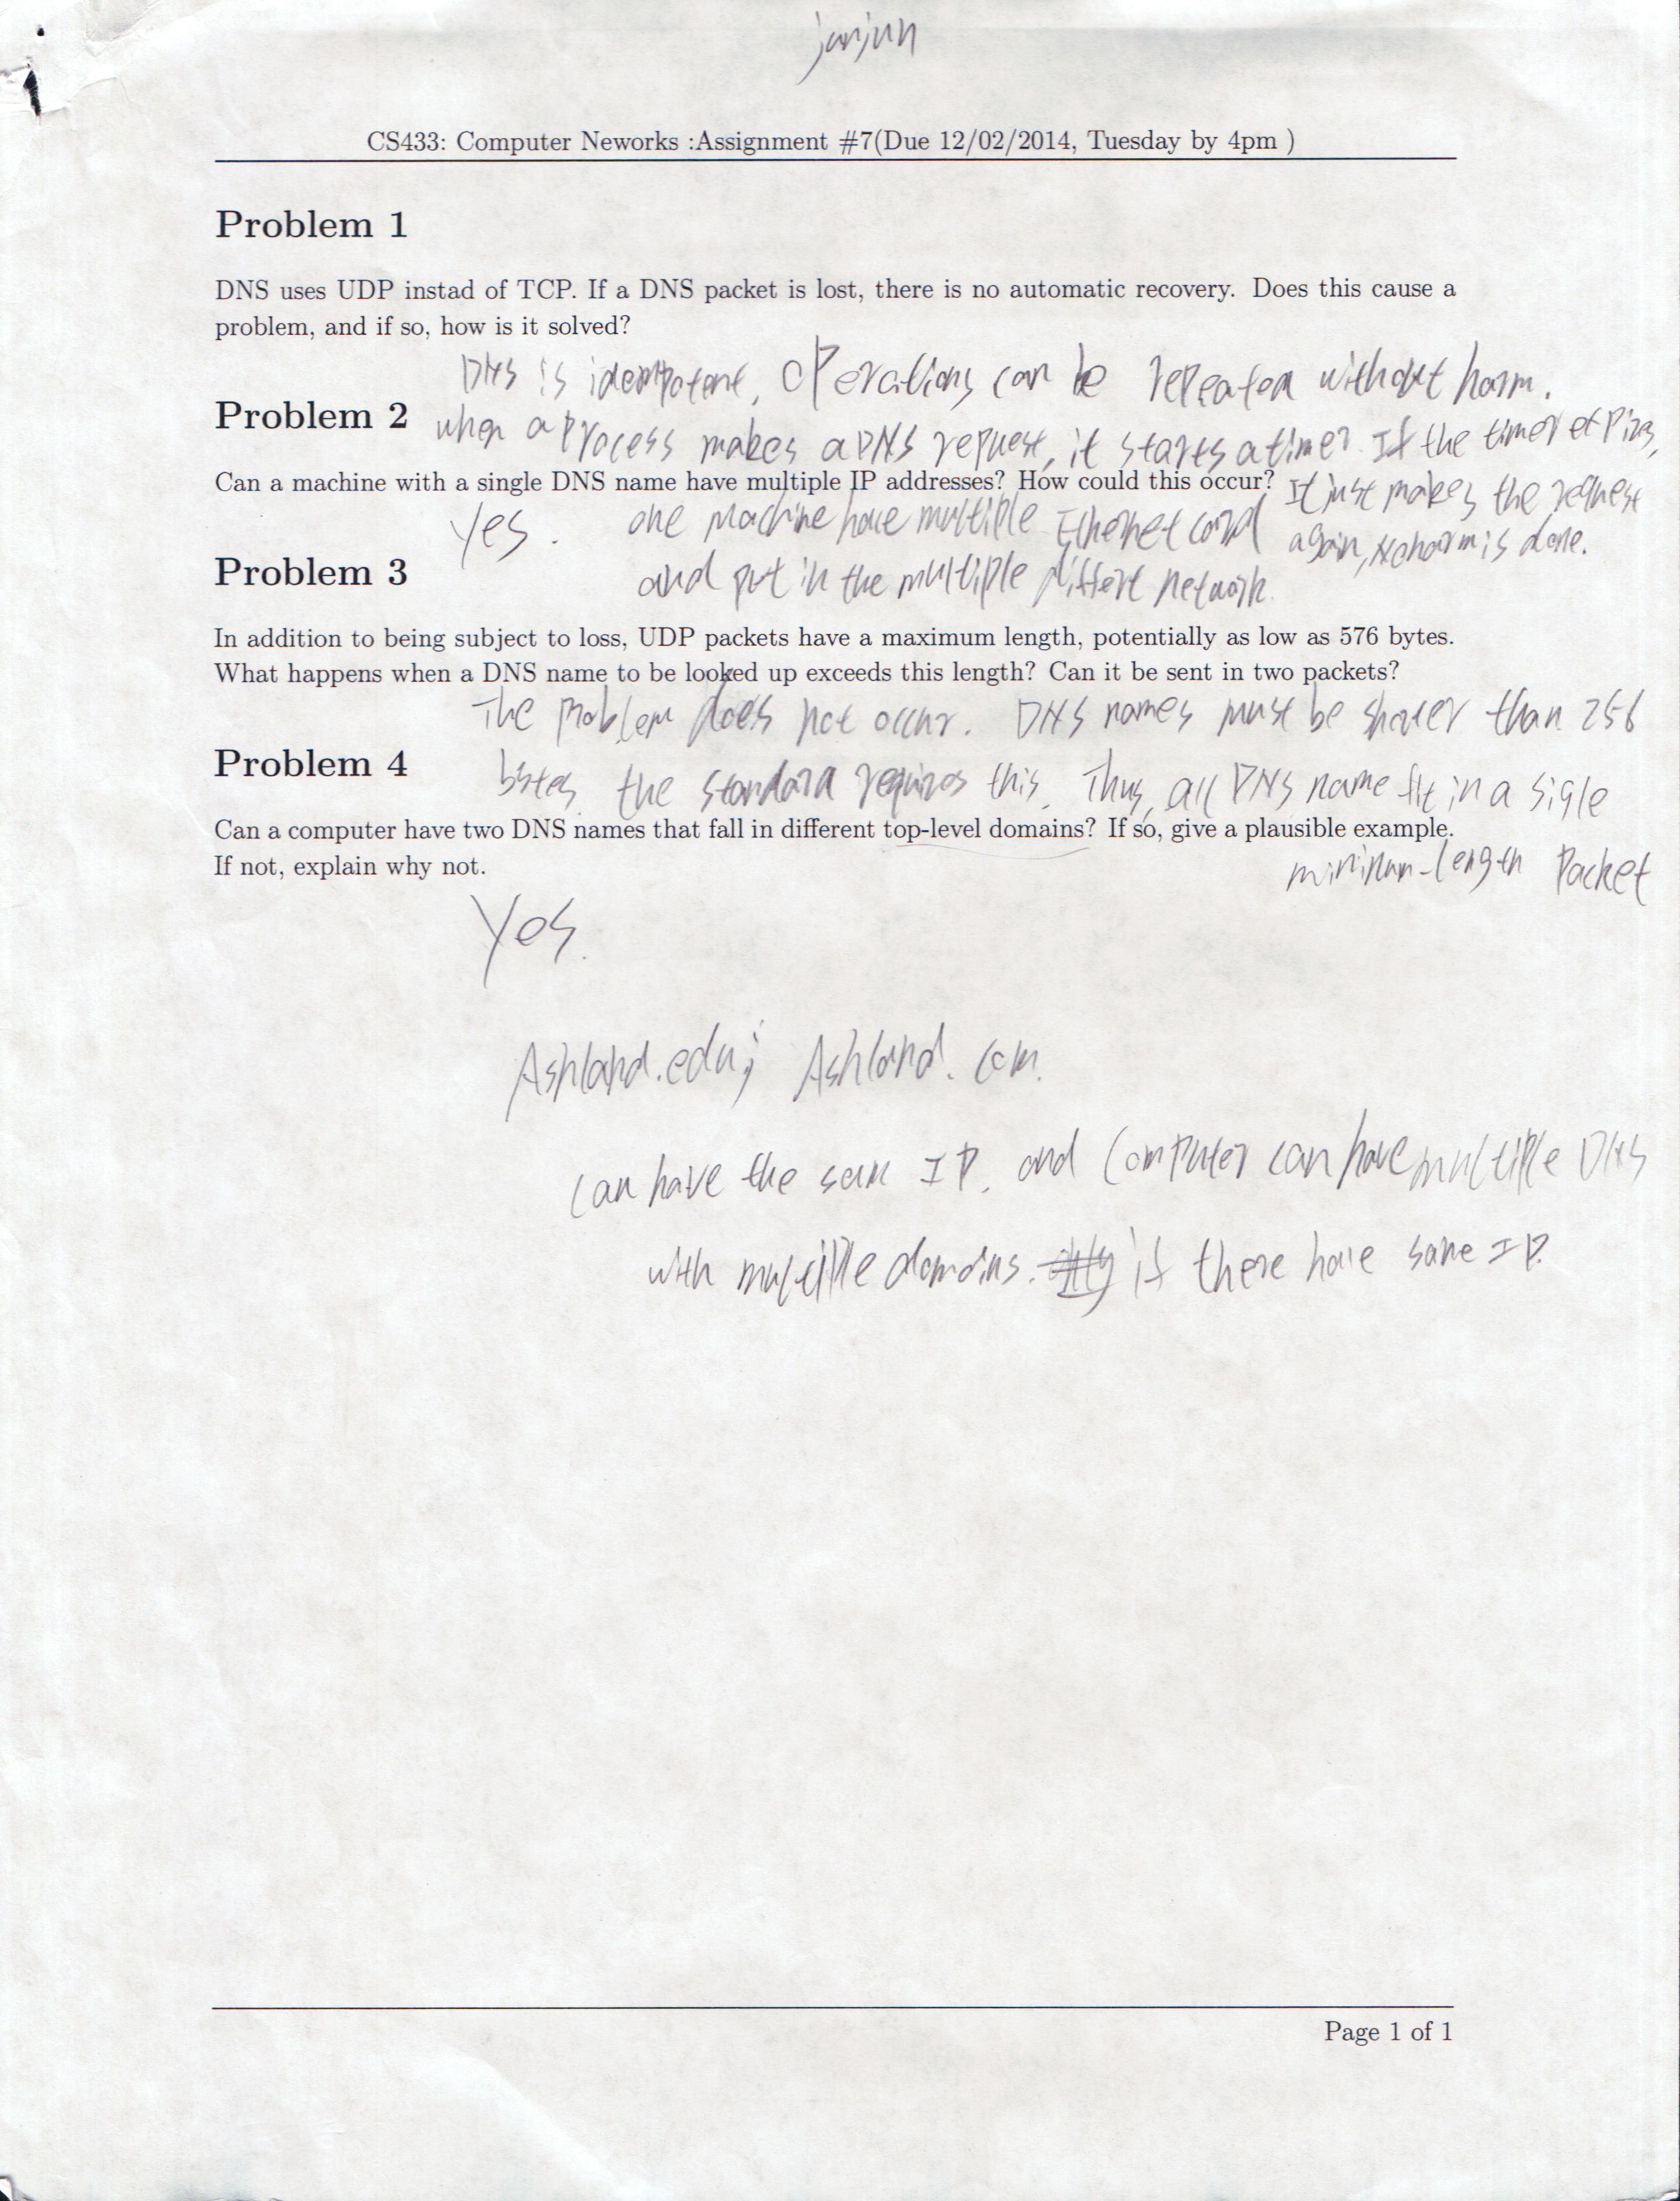 junjun
CS433: Computer Neworks :Assignment #7(Due 12/02/2014, Tuesday by 4pm )
Problem 1
DNS uses UDP instad of TCP. If a DNS packet is lost, there is no automatic recovery. Does this cause a
problem, and if so, how is it solved?
DNS is idempotent, operations can be repeated without harm.
when a process makes a DNS request, it starts a timer. If the timer expires,
It just makes the request
again, No harm is done.
Problem 2
Can a machine with a single DNS name have multiple IP addresses? How could this occur?
Yes. one machine have multiple Ethernet card
and put in the multiple differt network.
Problem 3
In addition to being subject to loss, UDP packets have a maximum length, potentially as low as 576 bytes.
What happens when a DNS name to be looked up exceeds this length? Can it be sent in two packets?
The problem does not occur. DNS names must be shorter than 256
bytes. the standard requires this. Thus, all DNS name fit in a sigle
minimum-length Packet
Problem 4
Can a computer have two DNS names that fall in different top-level domains? If so, give a plausible example.
If not, explain why not.
Yes.
Ashland.edu; Ashland.com.
can have the same IP. and Computer can have multiple DNS
with multiple domains. if there have same IP.
Page 1 of 1